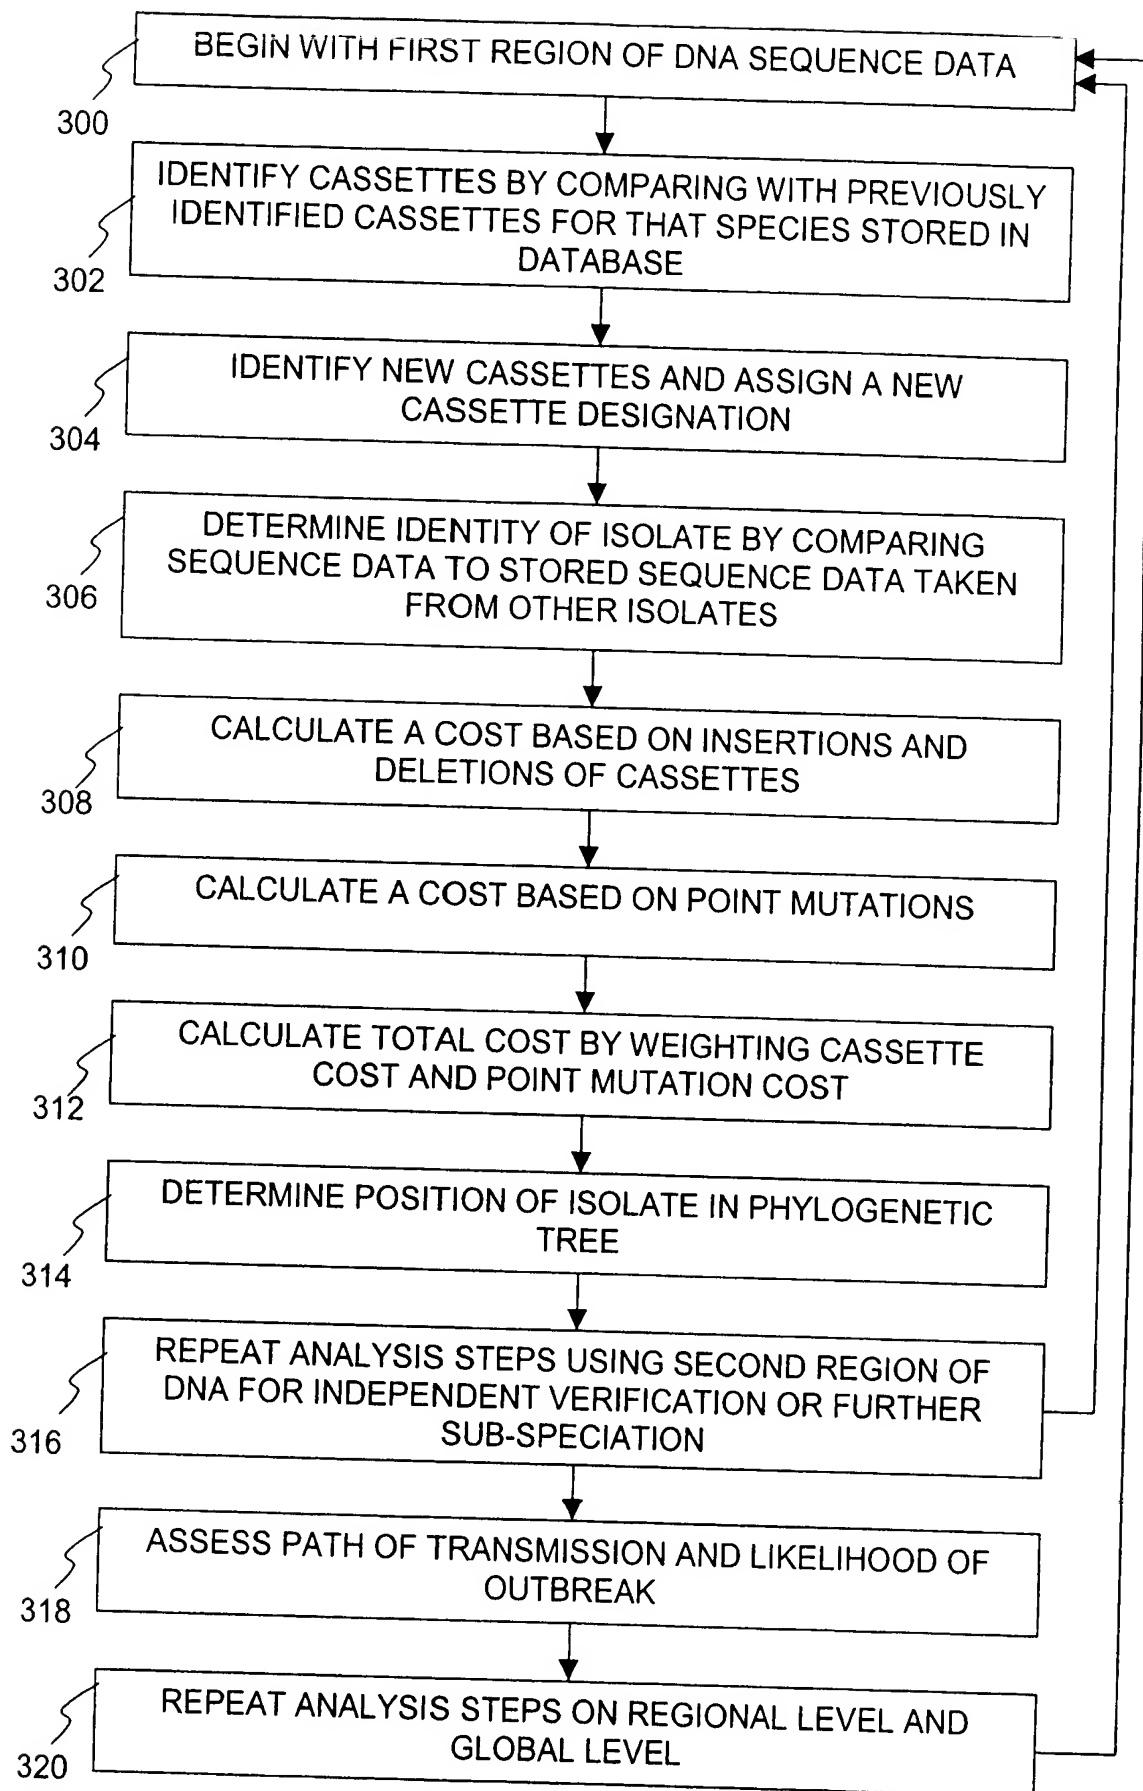 BEGIN WITH FIRST REGION OF DNA SEQUENCE DATA
300
IDENTIFY CASSETTES BY COMPARING WITH PREVIOUSLY
IDENTIFIED CASSETTES FOR THAT SPECIES STORED IN
DATABASE
302
IDENTIFY NEW CASSETTES AND ASSIGN A NEW
CASSETTE DESIGNATION
304
DETERMINE IDENTITY OF ISOLATE BY COMPARING
SEQUENCE DATA TO STORED SEQUENCE DATA TAKEN
FROM OTHER ISOLATES
306
CALCULATE A COST BASED ON INSERTIONS AND
DELETIONS OF CASSETTES
308
CALCULATE A COST BASED ON POINT MUTATIONS
310
CALCULATE TOTAL COST BY WEIGHTING CASSETTE
COST AND POINT MUTATION COST
312
DETERMINE POSITION OF ISOLATE IN PHYLOGENETIC
TREE
314
REPEAT ANALYSIS STEPS USING SECOND REGION OF
DNA FOR INDEPENDENT VERIFICATION OR FURTHER
SUB-SPECIATION
316
ASSESS PATH OF TRANSMISSION AND LIKELIHOOD OF
OUTBREAK
318
REPEAT ANALYSIS STEPS ON REGIONAL LEVEL AND
GLOBAL LEVEL
320